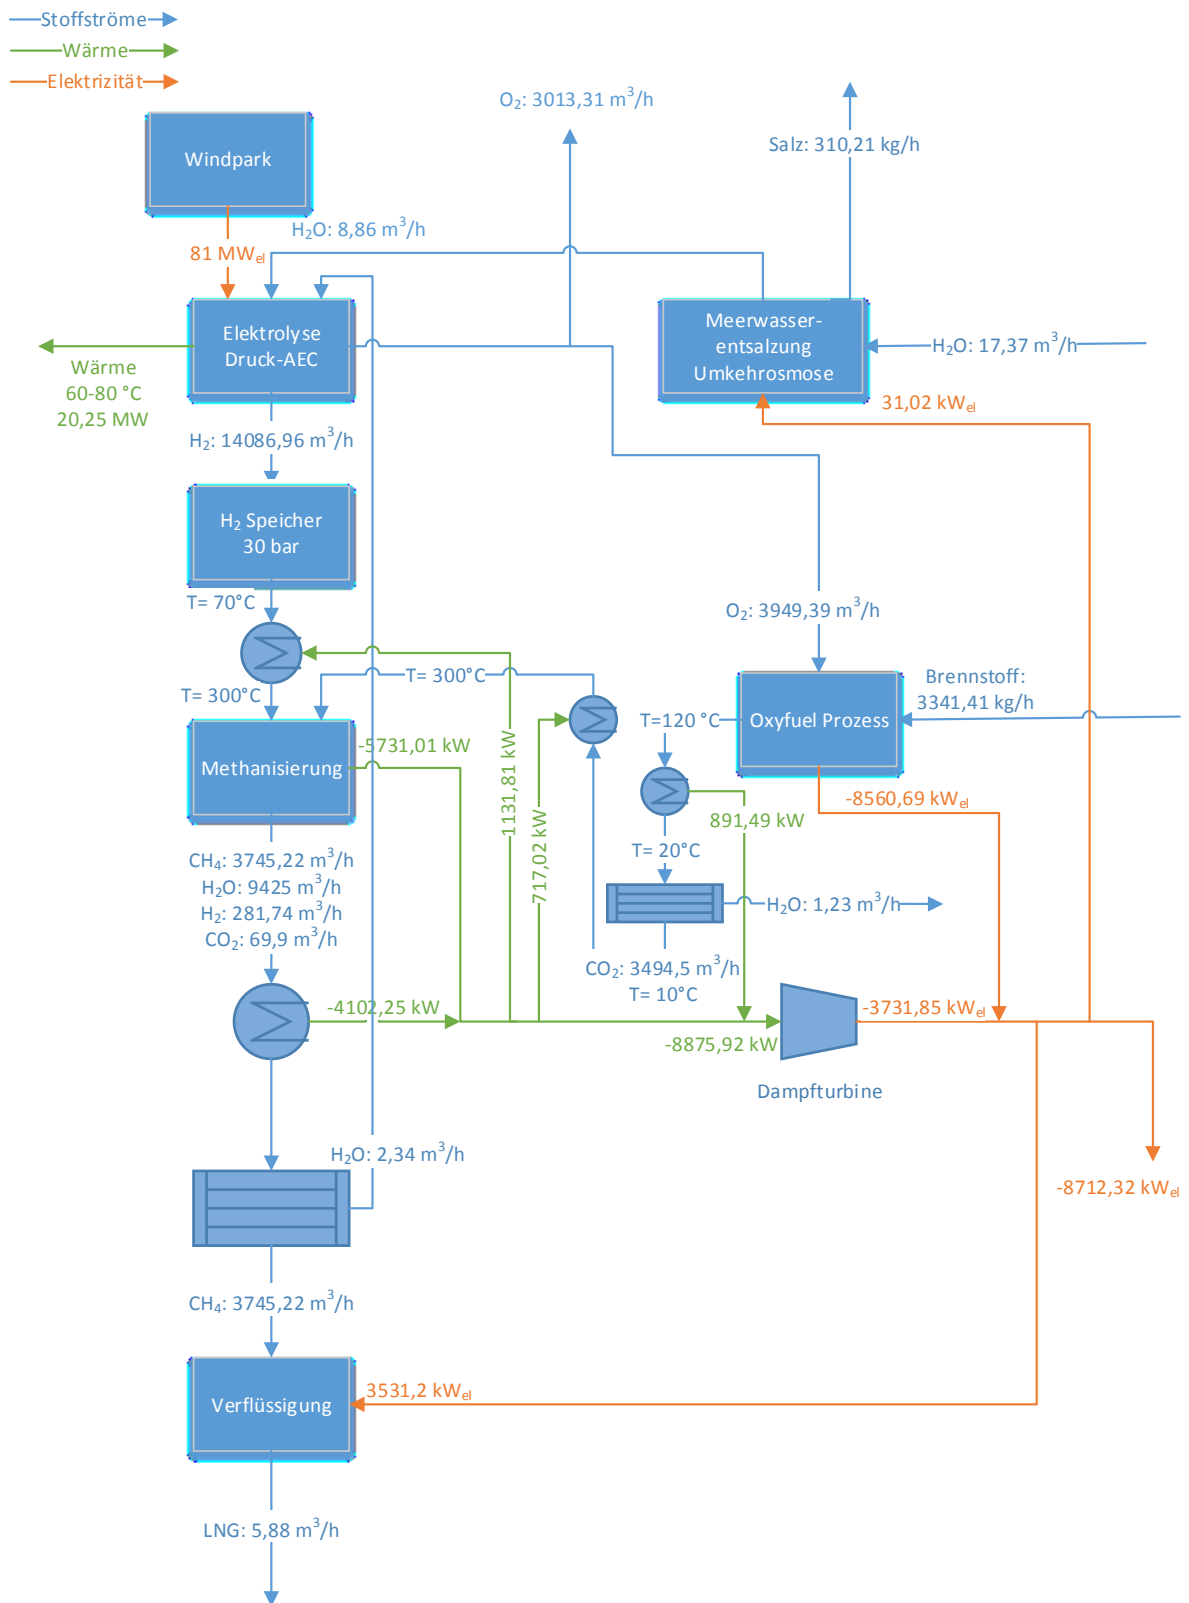 Stoffströme
Wärme
Elektrizität
O₂: 3013,31 m³/h
Salz: 310,21 kg/h
Windpark
H₂O: 8,86 m³/h
81 MWₑₗ
Elektrolyse
Druck-AEC
Meerwasser-
entsalzung
Umkehrosmose
H₂O: 17,37 m³/h
Wärme
60-80 °C
20,25 MW
31,02 kWₑₗ
H₂: 14086,96 m³/h
H₂ Speicher
30 bar
T= 70°C
O₂: 3949,39 m³/h
T= 300°C
T= 300°C
Brennstoff:
3341,41 kg/h
T=120 °C
Oxyfuel Prozess
Methanisierung
-5731,01 kW
1131,81 kW
717,02 kW
-8560,69 kWₑₗ
891,49 kW
T= 20°C
CH₄: 3745,22 m³/h
H₂O: 9425 m³/h
H₂: 281,74 m³/h
CO₂: 69,9 m³/h
H₂O: 1,23 m³/h
CO₂: 3494,5 m³/h
T= 10°C
-4102,25 kW
-3731,85 kWₑₗ
-8875,92 kW
Dampfturbine
H₂O: 2,34 m³/h
-8712,32 kWₑₗ
CH₄: 3745,22 m³/h
3531,2 kWₑₗ
Verflüssigung
LNG: 5,88 m³/h